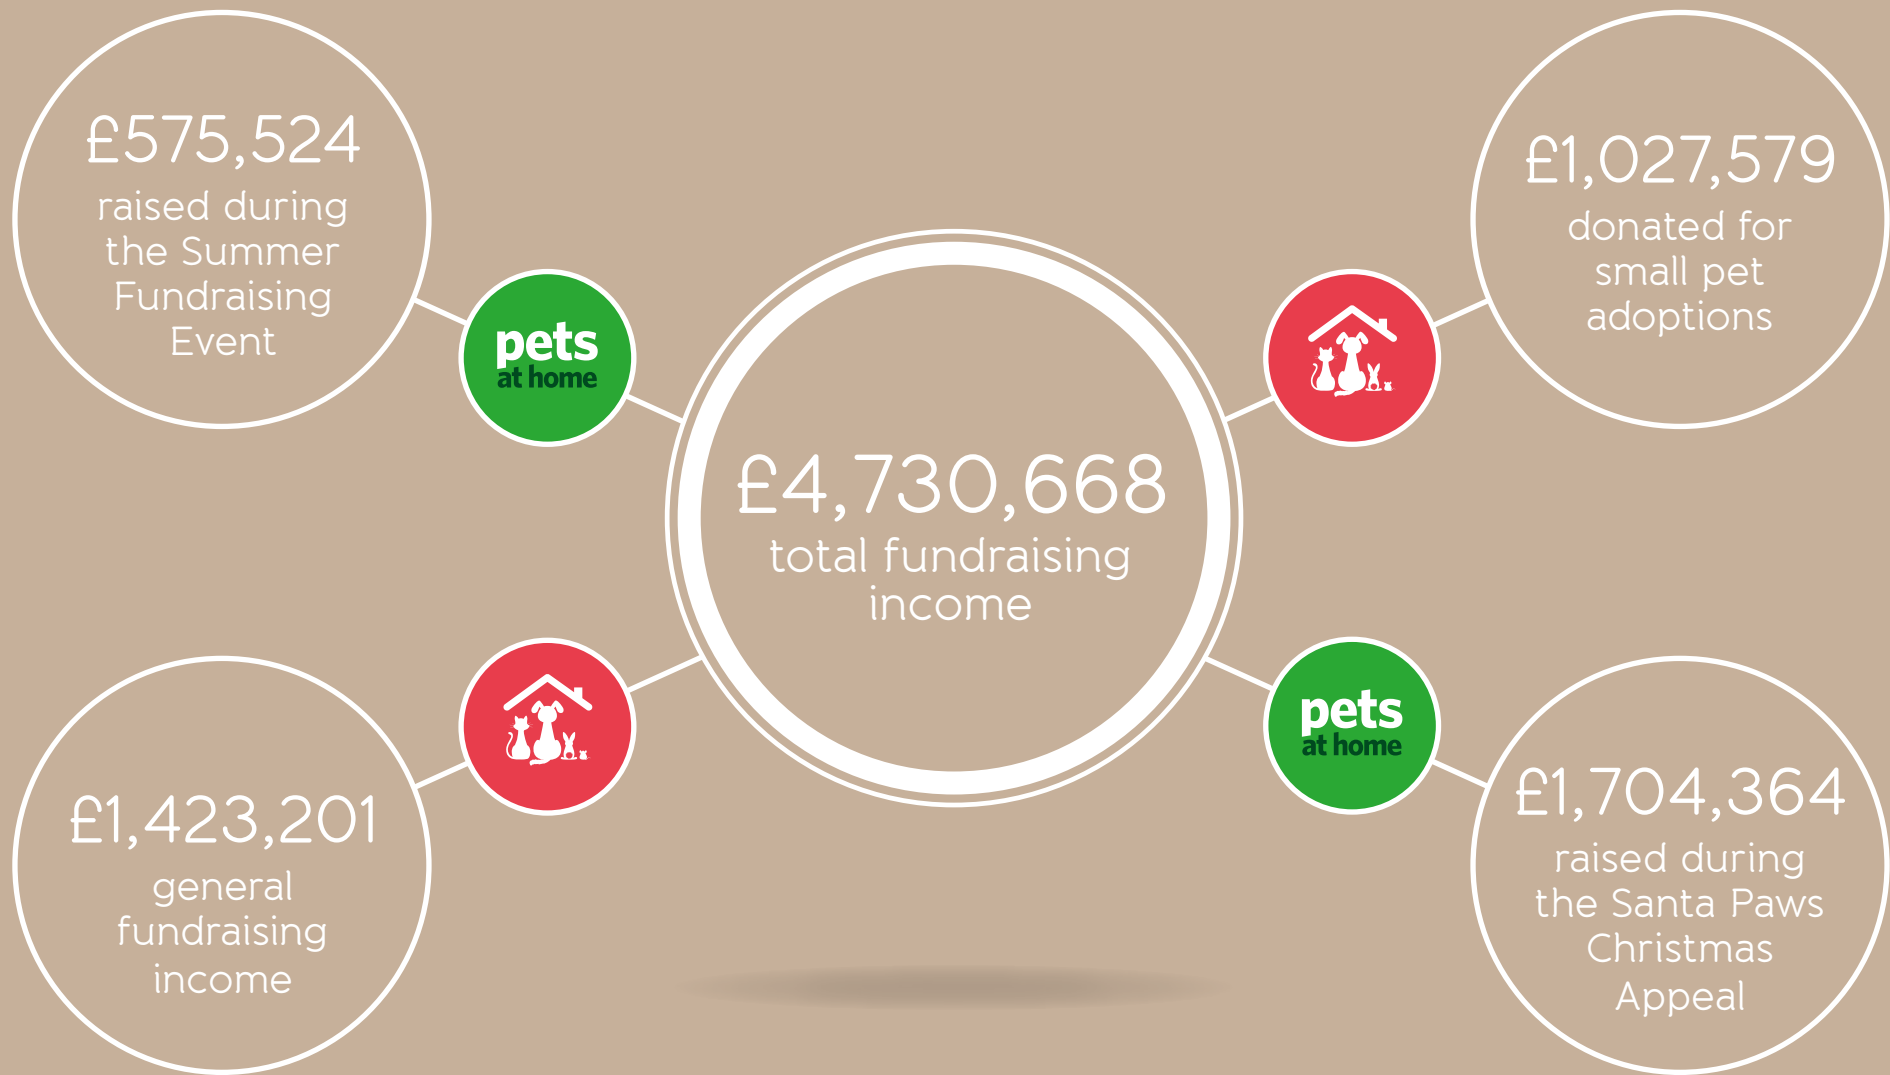 £575,524
raised during
the Summer
Fundraising
Event
pets
at home
£1,027,579
donated for
small pet
adoptions
£4,730,668
total fundraising
income
£1,423,201
general
fundraising
income
pets
at home
£1,704,364
raised during
the Santa Paws
Christmas
Appeal